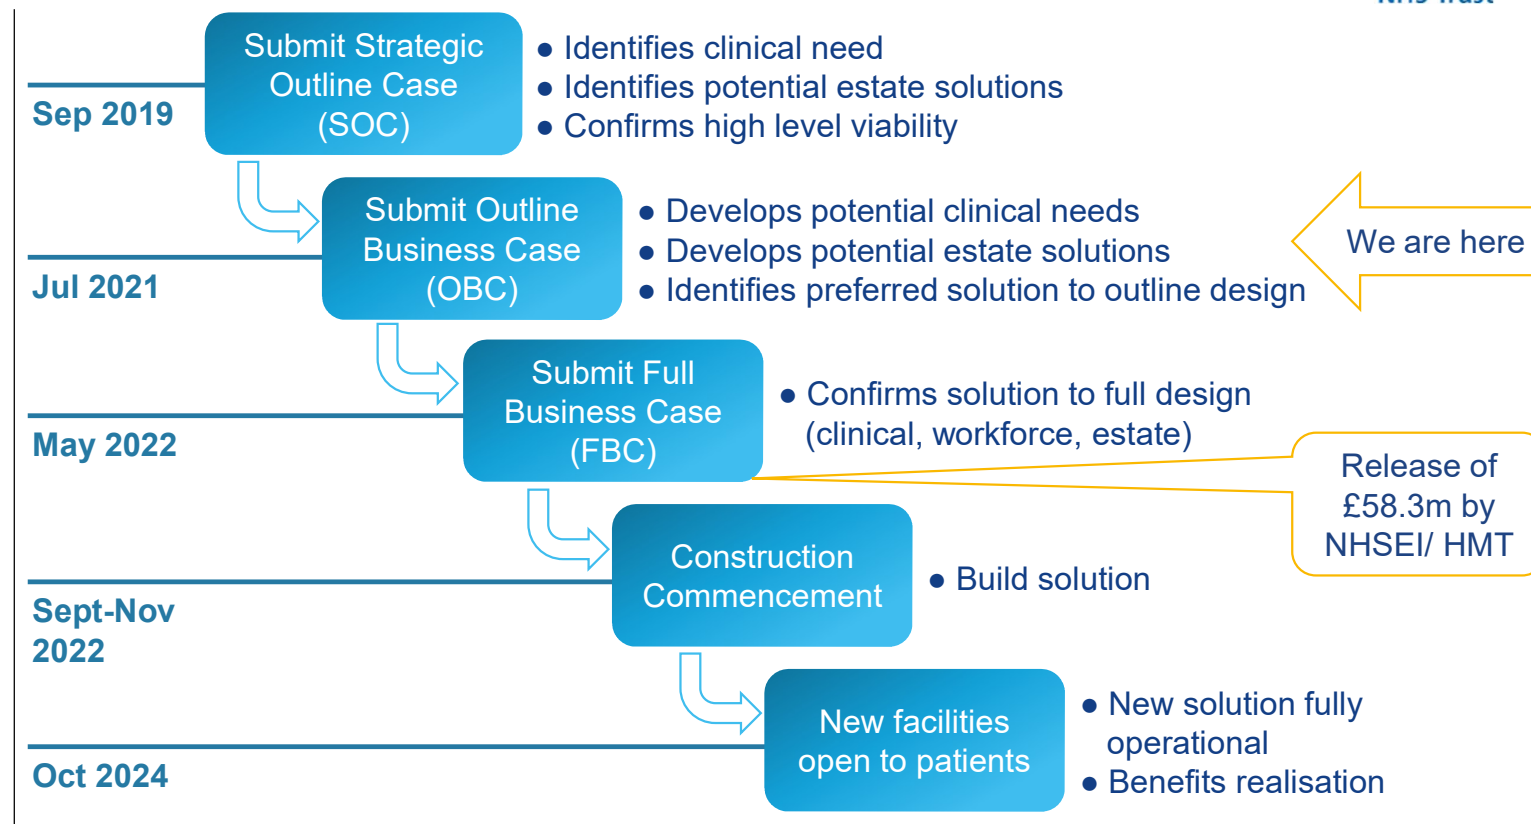 NHS Trust
Submit Strategic
Outline Case
(SOC)
● Identifies clinical need
● Identifies potential estate solutions
● Confirms high level viability
Sep 2019
Submit Outline
Business Case
(OBC)
● Develops potential clinical needs
● Develops potential estate solutions
● Identifies preferred solution to outline design
We are here
Jul 2021
Submit Full
Business Case
(FBC)
● Confirms solution to full design
(clinical, workforce, estate)
May 2022
Release of
£58.3m by
NHSEI/ HMT
Construction
Commencement
● Build solution
Sept-Nov
2022
New facilities
open to patients
● New solution fully
operational
● Benefits realisation
Oct 2024